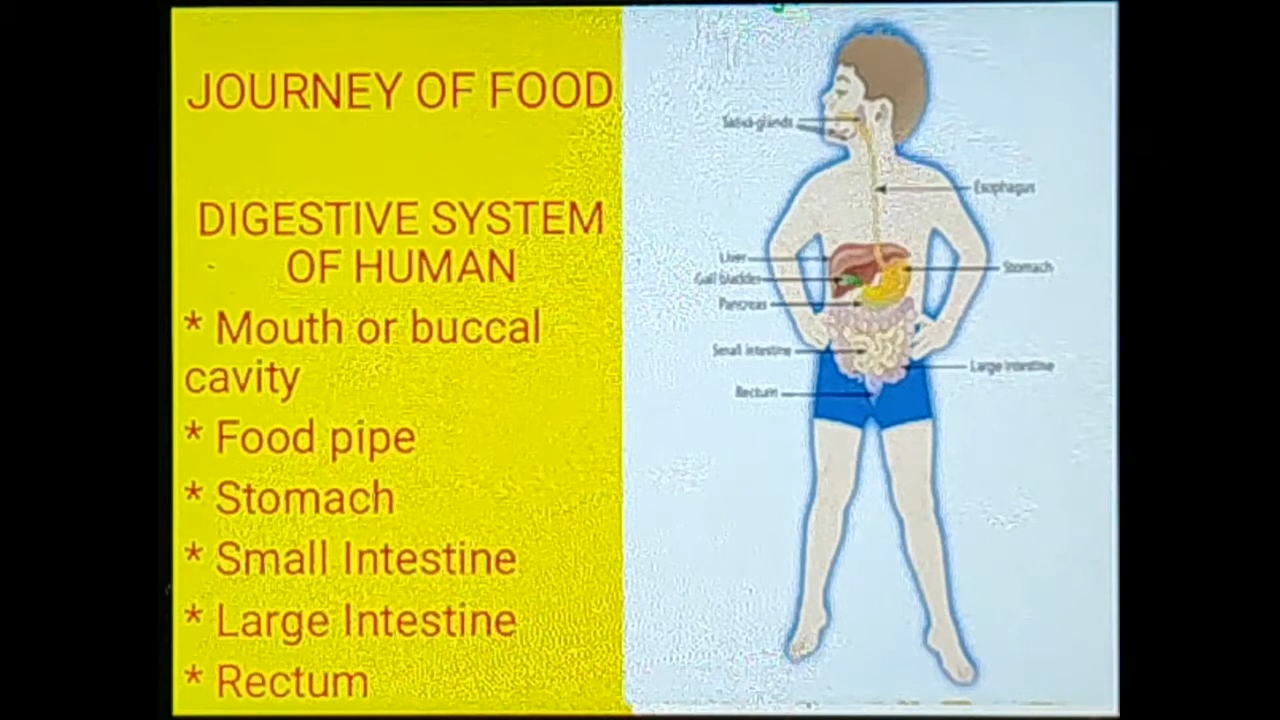 JOURNEY OF FOOD
DIGESTIVE SYSTEM
OF HUMAN
* Mouth or buccal
cavity
* Food pipe
* Stomach
* Small Intestine
* Large Intestine
* Rectum
Saliva glands
Esophagus
Liver
Gall bladder
Stomach
Pancreas
Small intestine
Large intestine
Rectum